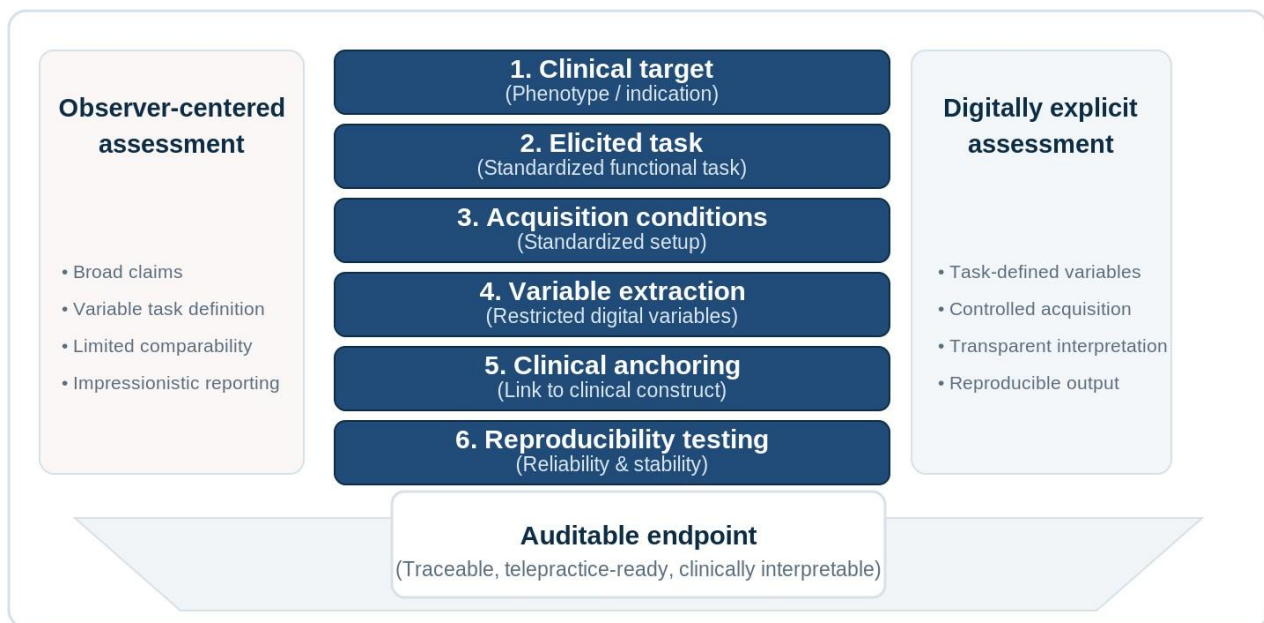 Observer-centered
assessment
• Broad claims
• Variable task definition
• Limited comparability
• Impressionistic reporting
1. Clinical target
(Phenotype / indication)
2. Elicited task
(Standardized functional task)
3. Acquisition conditions
(Standardized setup)
4. Variable extraction
(Restricted digital variables)
5. Clinical anchoring
(Link to clinical construct)
6. Reproducibility testing
(Reliability & stability)
Digitally explicit
assessment
• Task-defined variables
• Controlled acquisition
• Transparent interpretation
• Reproducible output
Auditable endpoint
(Traceable, telepractice-ready, clinically interpretable)